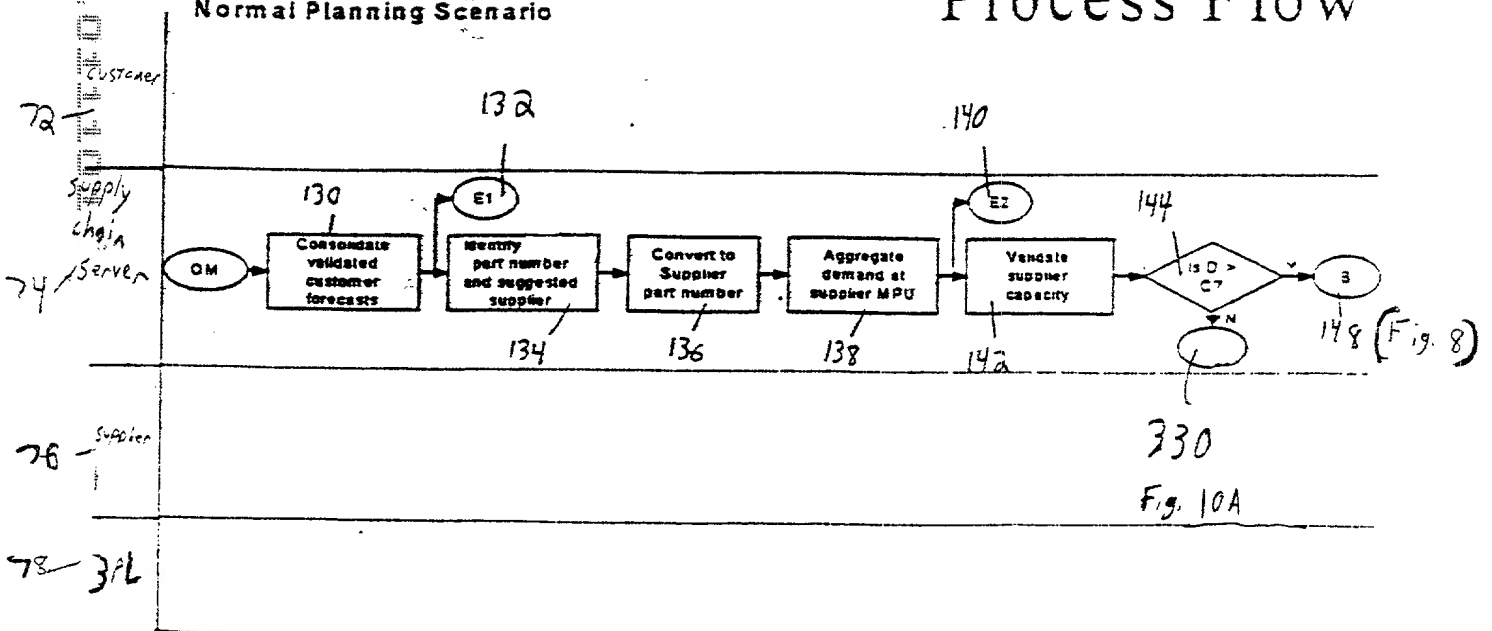 Normal Planning Scenario
Process Flow
Customer
72
132
140
Supply
chain
Server
74
130
E1
E2
144
OM
Consolidate
validated
customer
forecasts
Identify
part number
and suggested
supplier
Convert to
Supplier
part number
Aggregate
demand at
supplier MPU
Validate
supplier
capacity
Is D >
C?
Y
B
N
134
136
138
142
148 (Fig. 8)
76
Supplier
330
Fig. 10A
78
3PL